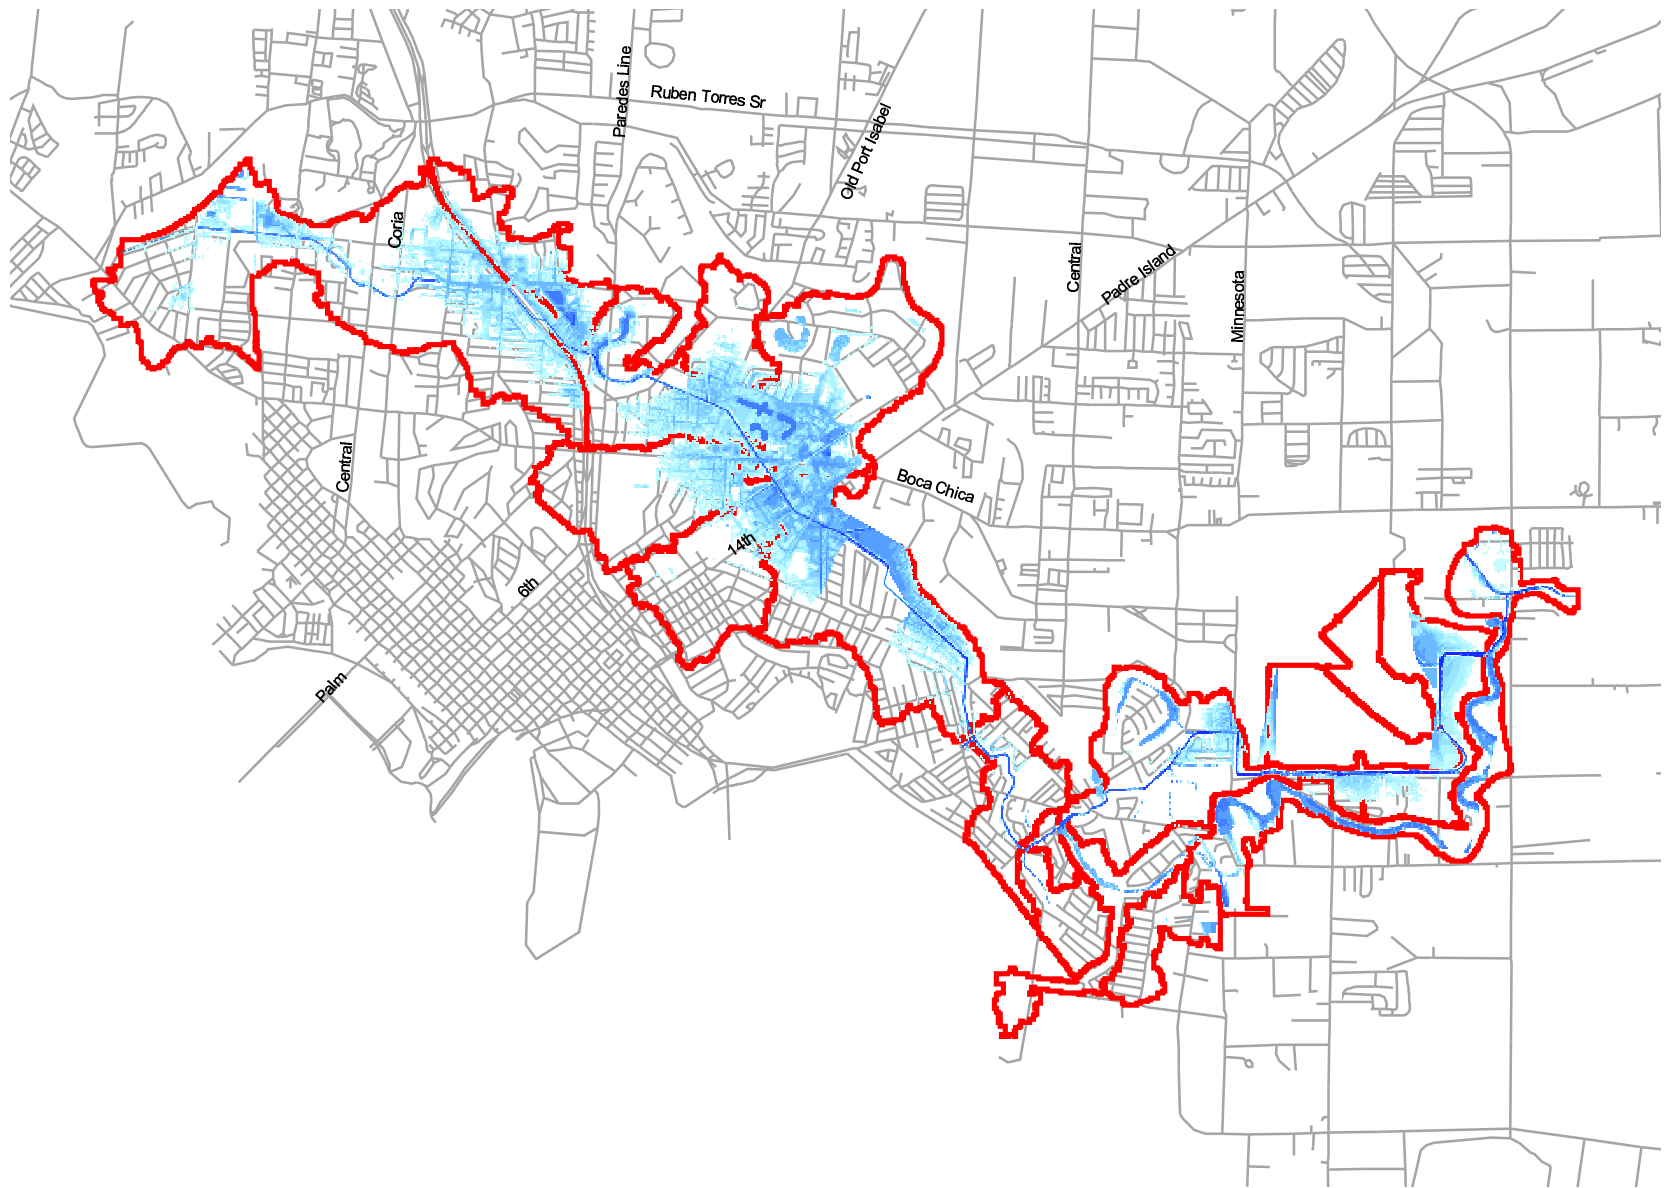 Paredes Line
Ruben Torres Sr
Old Port Isabel
Coria
Central
Padre Island
Minnesota
Central
Boca Chica
14th
6th
Palm